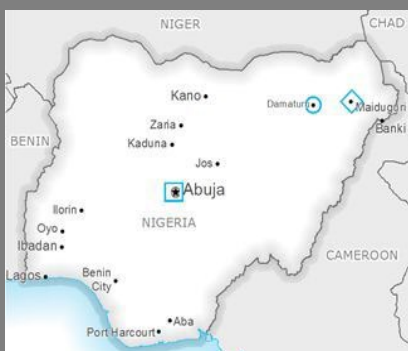 NIGER
CHAD
Kano
Damaturu
Maiduguri
Zaria
Banki
BENIN
Kaduna
Jos
Abuja
Ilorin
NIGERIA
Oyo
Ibadan
CAMEROON
Lagos
Benin
City
Aba
Port Harcourt